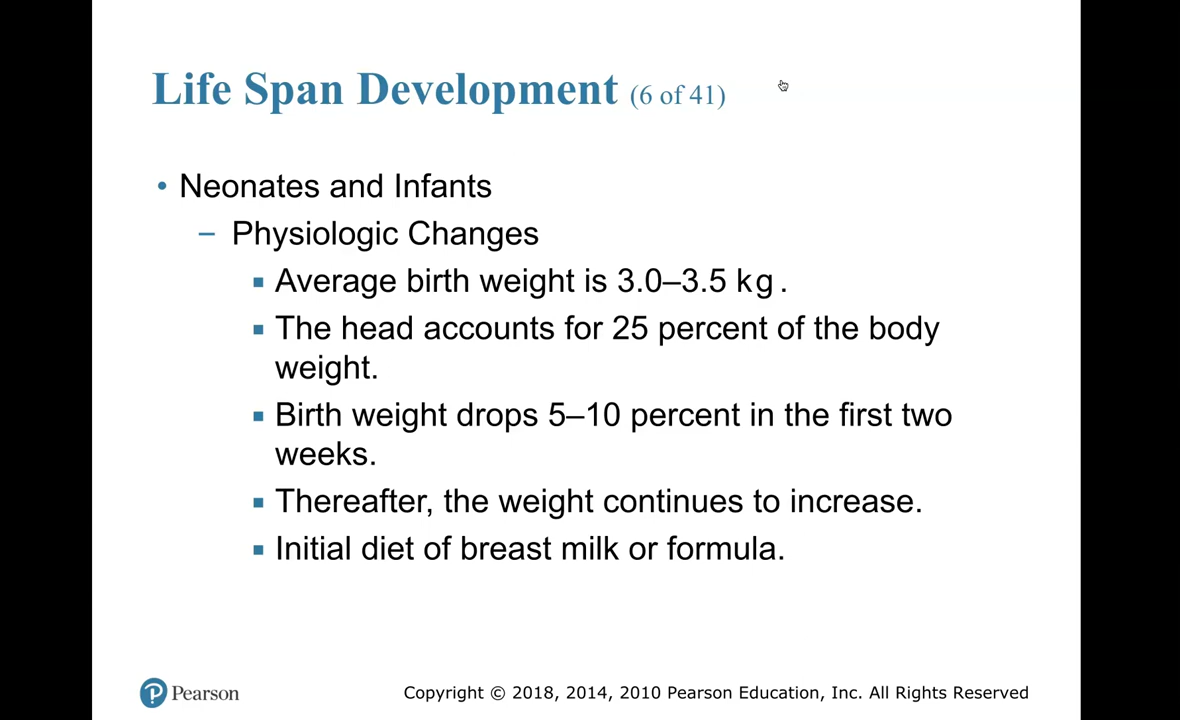 Life Span Development (6 of 41)
• Neonates and Infants
– Physiologic Changes
▪ Average birth weight is 3.0–3.5 kg.
▪ The head accounts for 25 percent of the body
weight.
▪ Birth weight drops 5–10 percent in the first two
weeks.
▪ Thereafter, the weight continues to increase.
▪ Initial diet of breast milk or formula.
Pearson
Copyright © 2018, 2014, 2010 Pearson Education, Inc. All Rights Reserved